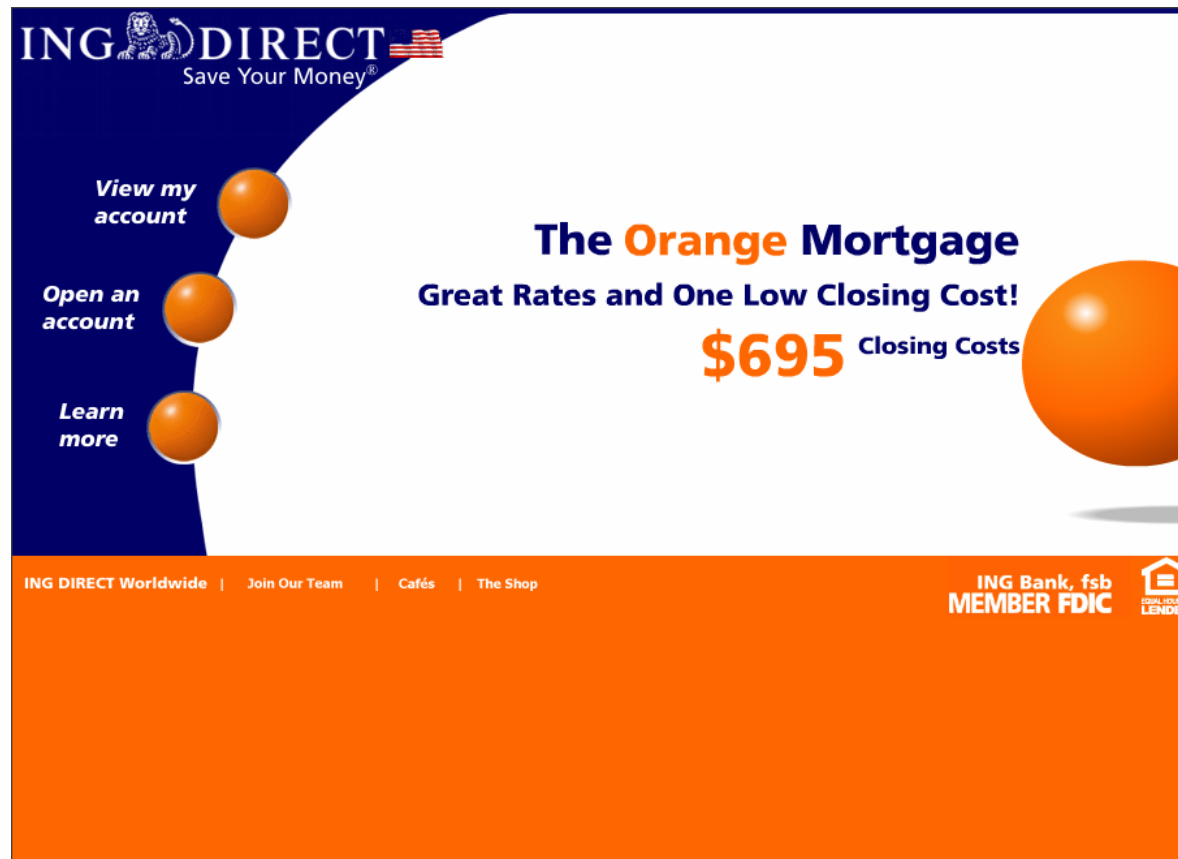 ING DIRECT
Save Your Money®
View my
account
The Orange Mortgage
Open an
account
Great Rates and One Low Closing Cost!
$695 Closing Costs
Learn
more
ING DIRECT Worldwide | Join Our Team | Cafés | The Shop
ING Bank, fsb
MEMBER FDIC
EQUAL